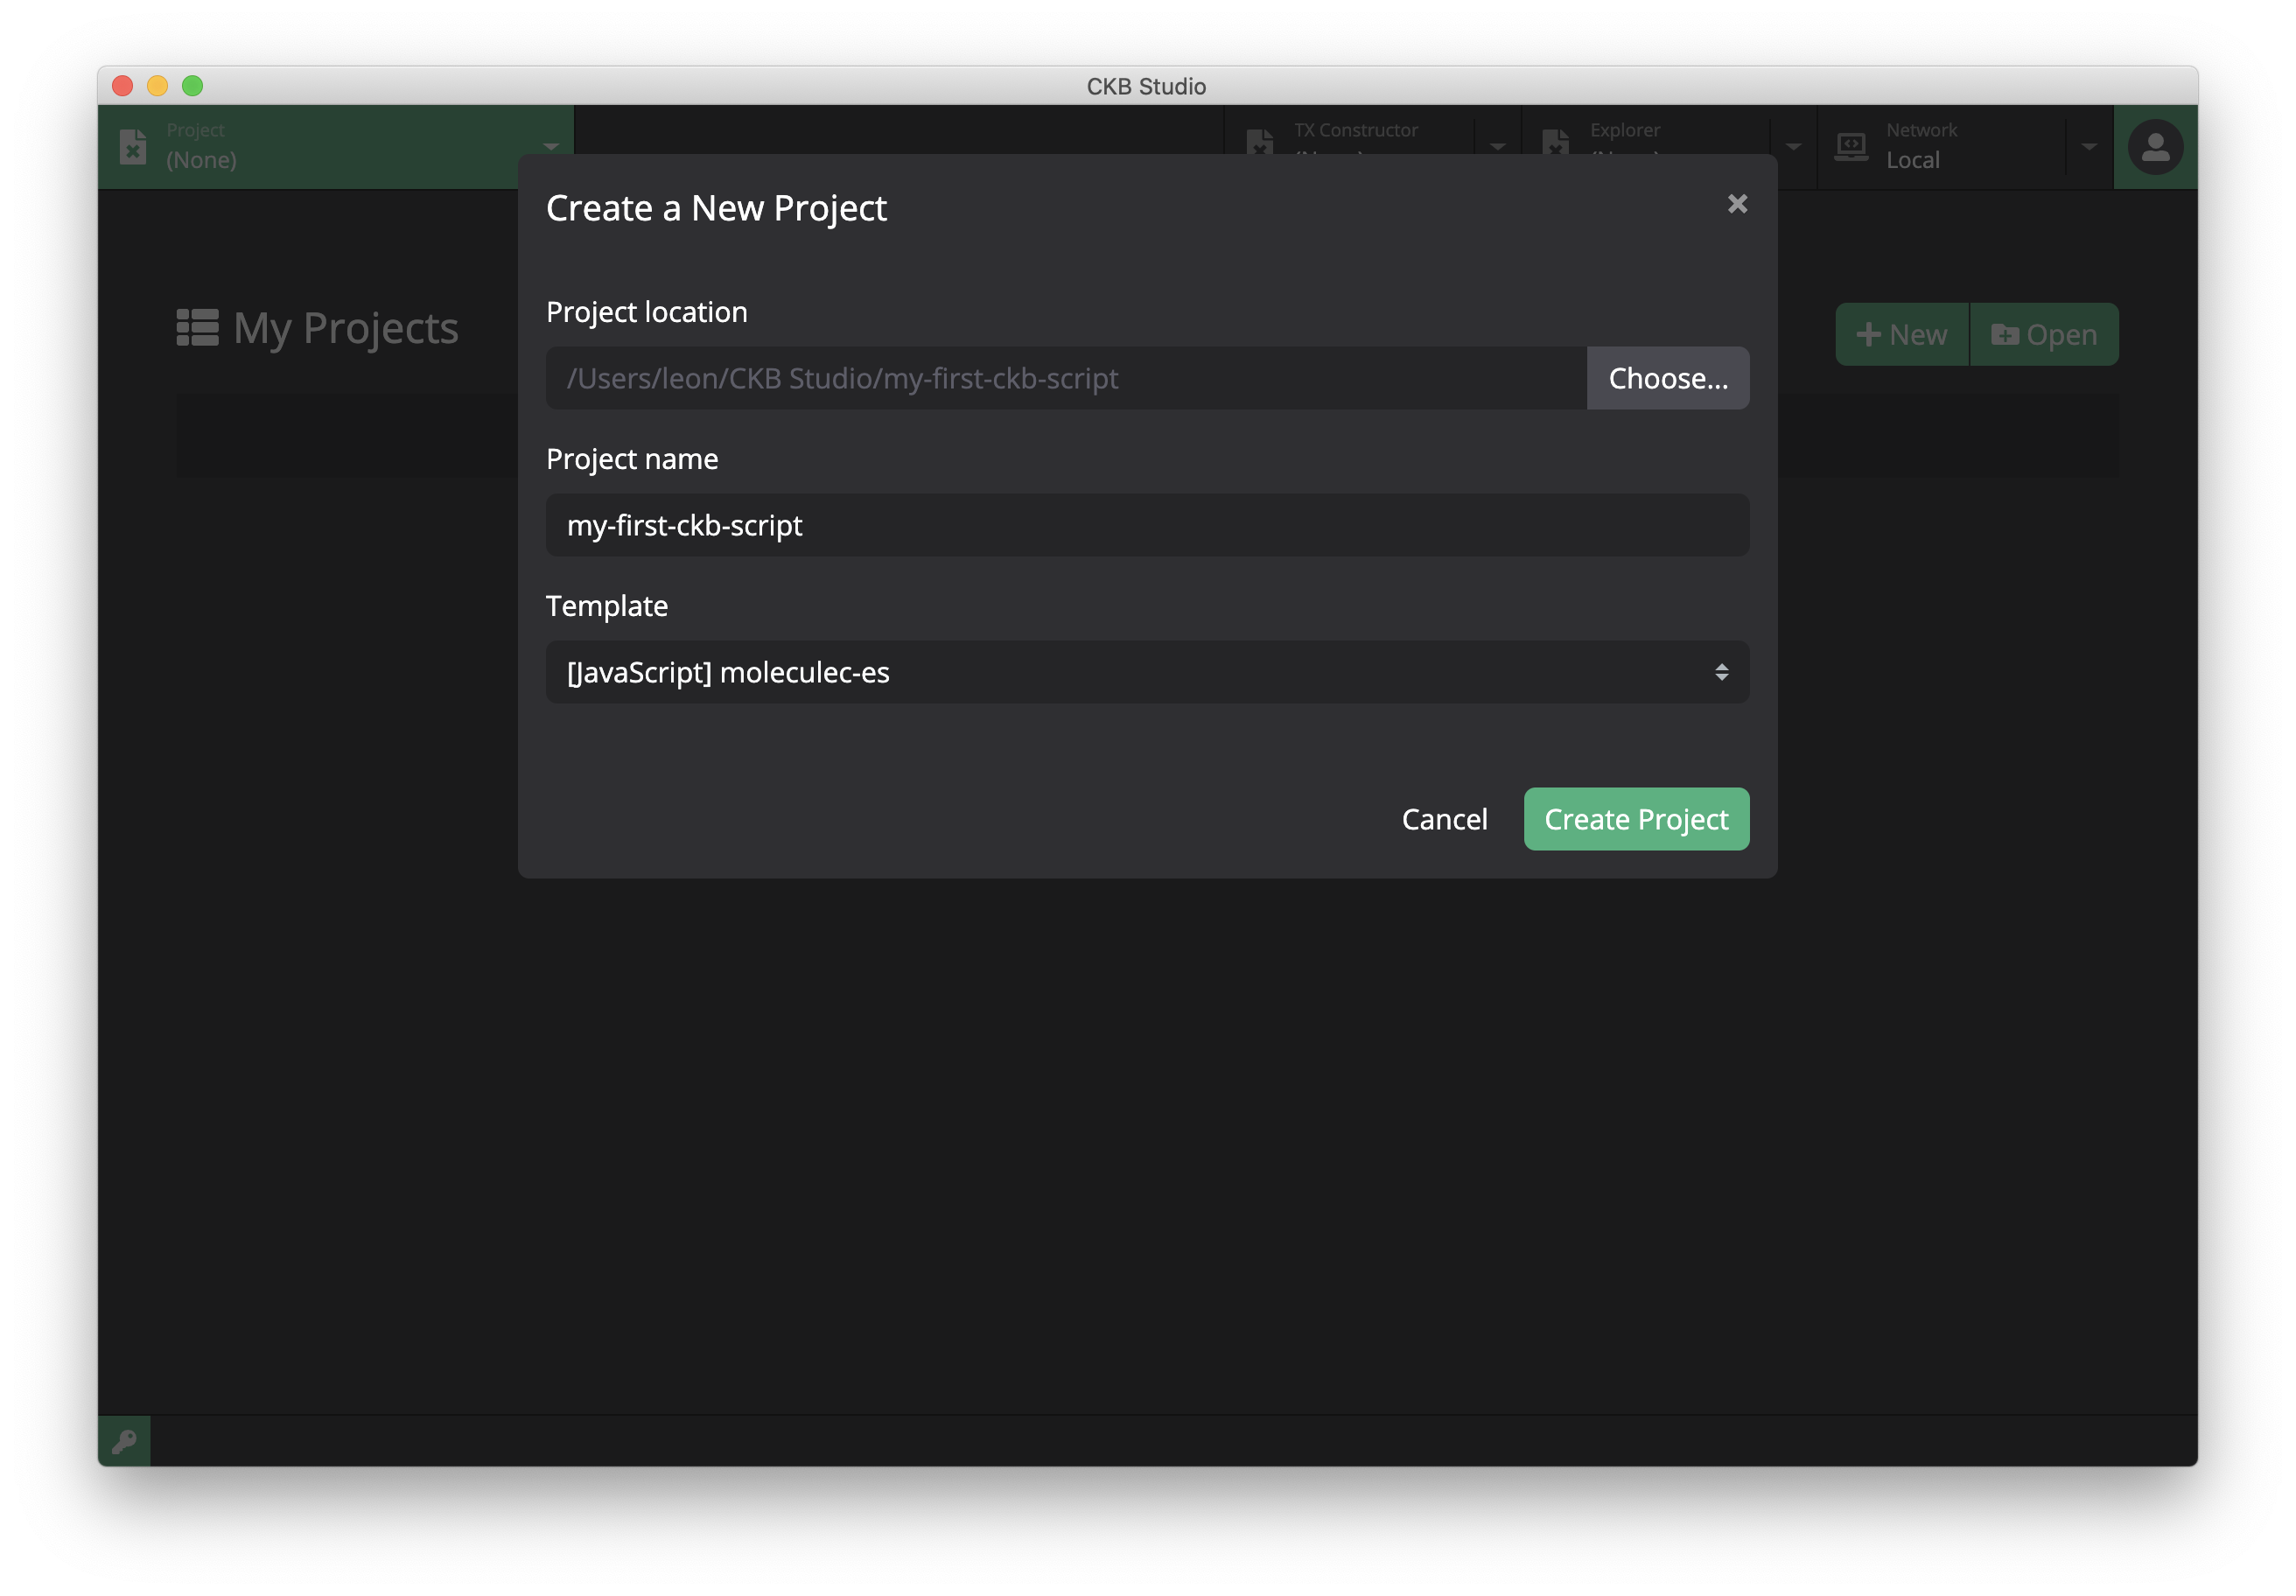 CKB Studio
Project
(None)
TX Constructor
Explorer
Network
Local
Create a New Project
My Projects
New
Open
Project location
/Users/leon/CKB Studio/my-first-ckb-script
Choose...
Project name
my-first-ckb-script
Template
[JavaScript] moleculec-es
Cancel
Create Project